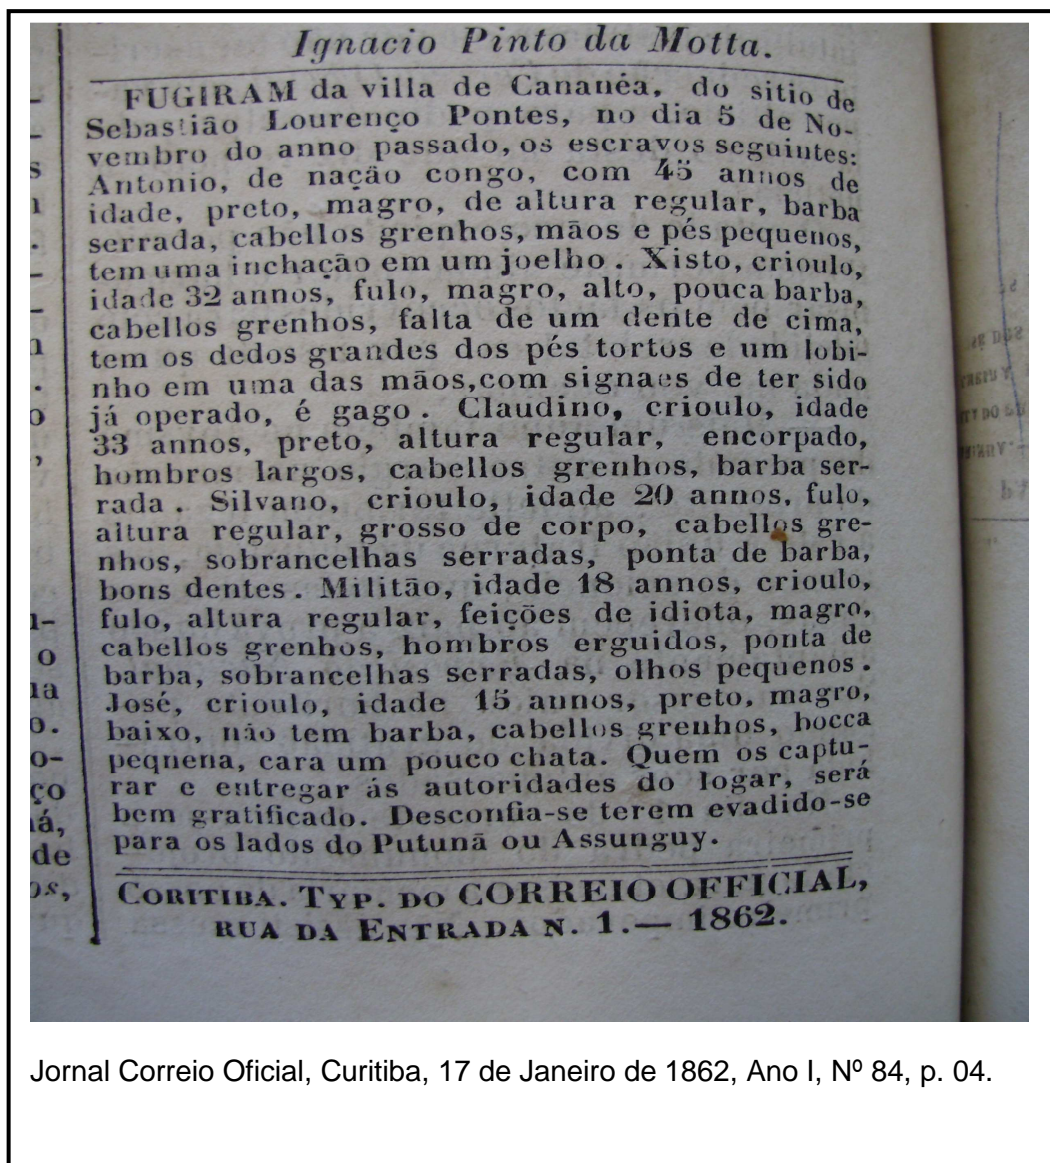 Ignacio Pinto da Motta.
FUGIRAM da villa de Cananéa, do sitio de
Sebastião Lourenço Pontes, no dia 5 de No-
vembro do anno passado, os escravos seguintes:
Antonio, de nação congo, com 45 annos de
idade, preto, magro, de altura regular, barba
serrada, cabellos grenhos, mãos e pés pequenos,
tem uma inchação em um joelho. Xisto, crioulo,
idade 32 annos, fulo, magro, alto, pouca barba,
cabellos grenhos, falta de um dente de cima,
tem os dedos grandes dos pés tortos e um lobi-
nho em uma das mãos, com signaes de ter sido
já operado, é gago. Claudino, crioulo, idade
33 annos, preto, altura regular, encorpado,
hombros largos, cabellos grenhos, barba ser-
rada. Silvano, crioulo, idade 20 annos, fulo,
altura regular, grosso de corpo, cabellos gre-
nhos, sobrancelhas serradas, ponta de barba,
bons dentes. Militão, idade 18 annos, crioulo,
fulo, altura regular, feições de idiota, magro,
cabellos grenhos, hombros erguidos, ponta de
barba, sobrancelhas serradas, olhos pequenos.
José, crioulo, idade 15 annos, preto, magro,
baixo, não tem barba, cabellos grenhos, bocca
pequena, cara um pouco chata. Quem os captu-
rar e entregar ás autoridades do logar, será
bem gratificado. Desconfia-se terem evadido-se
para os lados do Putunã ou Assunguy.
CORITIBA. TYP. DO CORREIO OFFICIAL,
RUA DA ENTRADA N. 1.— 1862.
Jornal Correio Oficial, Curitiba, 17 de Janeiro de 1862, Ano I, Nº 84, p. 04.